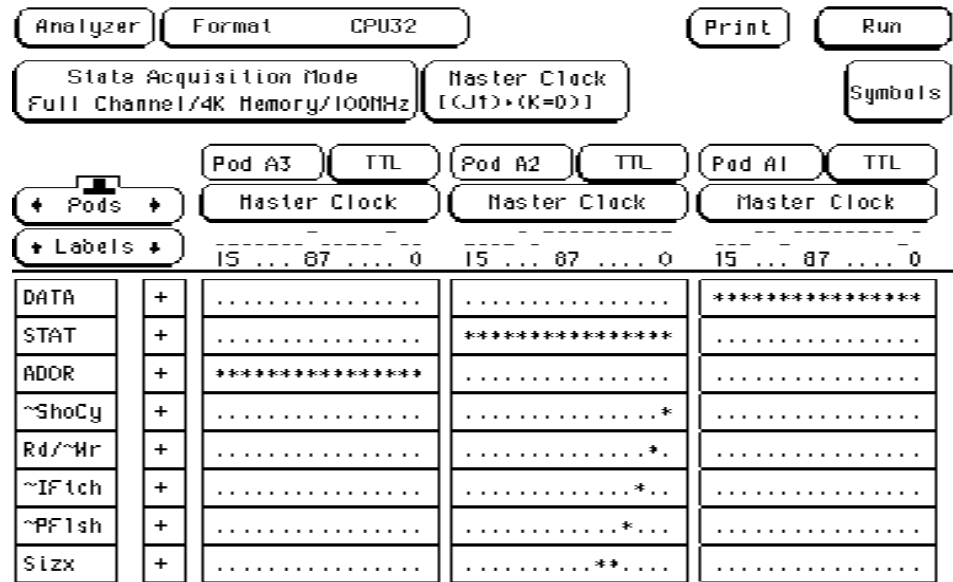 Analyzer Format CPU32 Print Run
State Acquisition Mode Master Clock
Full Channel/4K Memory/100MHz [(J↑)•(K=0)] Symbols
Pod A3 TTL Pod A2 TTL Pod A1 TTL
← Pods → Master Clock Master Clock Master Clock
↑ Labels ↓
15 ... 87 .... 0 15 ... 87 .... 0 15 ... 87 .... 0
DATA + ................ ................ ****************
STAT + ................ **************** ................
ADDR + **************** ................ ................
~ShoCy + ................ ...............* ................
Rd/~Wr + ................ ..............*. ................
~IFtch + ................ .............*.. ................
~PFlsh + ................ ............*... ................
Sizx + ................ ..........**.... ................